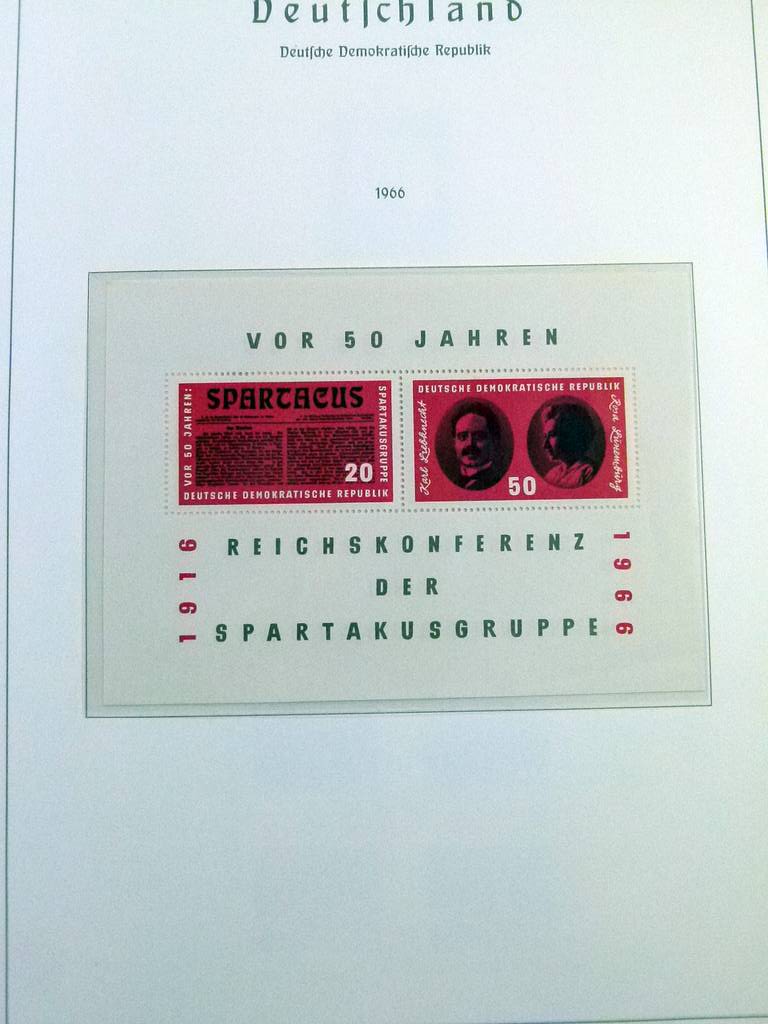 Deutschland
Deutsche Demokratische Republik
1966
VOR 50 JAHREN
VOR 50 JAHREN:
SPARTACUS
SPARTAKUSGRUPPE
20
DEUTSCHE DEMOKRATISCHE REPUBLIK
DEUTSCHE DEMOKRATISCHE REPUBLIK
Karl Liebknecht
Rosa Luxemburg
50
1916
REICHSKONFERENZ
DER
SPARTAKUSGRUPPE
1966